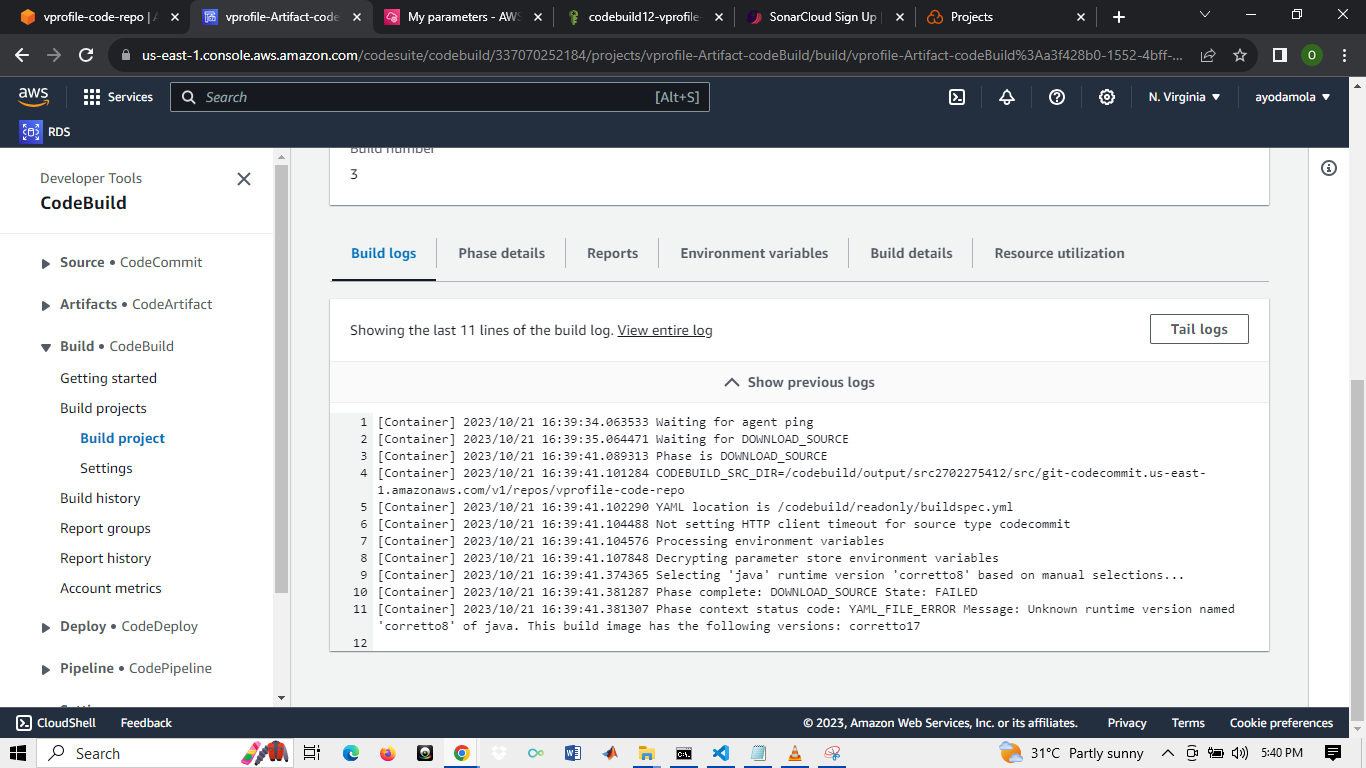 vprofile-code-repo | A
vprofile-Artifact-code
My parameters - AWS
codebuild12-vprofile-
SonarCloud Sign Up |
Projects
us-east-1.console.aws.amazon.com/codesuite/codebuild/337070252184/projects/vprofile-Artifact-codeBuild/build/vprofile-Artifact-codeBuild%3Aa3f428b0-1552-4bff-...
O
aws
Services
Search
[Alt+S]
N. Virginia
ayodamola
RDS
Developer Tools
CodeBuild
Source • CodeCommit
Artifacts • CodeArtifact
Build • CodeBuild
Getting started
Build projects
Build project
Settings
Build history
Report groups
Report history
Account metrics
Deploy • CodeDeploy
Pipeline • CodePipeline
Build number
3
Build logs
Phase details
Reports
Environment variables
Build details
Resource utilization
Showing the last 11 lines of the build log. View entire log
Tail logs
Show previous logs
1 [Container] 2023/10/21 16:39:34.063533 Waiting for agent ping
2 [Container] 2023/10/21 16:39:35.064471 Waiting for DOWNLOAD_SOURCE
3 [Container] 2023/10/21 16:39:41.089313 Phase is DOWNLOAD_SOURCE
4 [Container] 2023/10/21 16:39:41.101284 CODEBUILD_SRC_DIR=/codebuild/output/src2702275412/src/git-codecommit.us-east-
1.amazonaws.com/v1/repos/vprofile-code-repo
5 [Container] 2023/10/21 16:39:41.102290 YAML location is /codebuild/readonly/buildspec.yml
6 [Container] 2023/10/21 16:39:41.104488 Not setting HTTP client timeout for source type codecommit
7 [Container] 2023/10/21 16:39:41.104576 Processing environment variables
8 [Container] 2023/10/21 16:39:41.107848 Decrypting parameter store environment variables
9 [Container] 2023/10/21 16:39:41.374365 Selecting 'java' runtime version 'corretto8' based on manual selections...
10 [Container] 2023/10/21 16:39:41.381287 Phase complete: DOWNLOAD_SOURCE State: FAILED
11 [Container] 2023/10/21 16:39:41.381307 Phase context status code: YAML_FILE_ERROR Message: Unknown runtime version named
'corretto8' of java. This build image has the following versions: corretto17
12
CloudShell
Feedback
© 2023, Amazon Web Services, Inc. or its affiliates.
Privacy
Terms
Cookie preferences
Search
31°C Partly sunny
5:40 PM